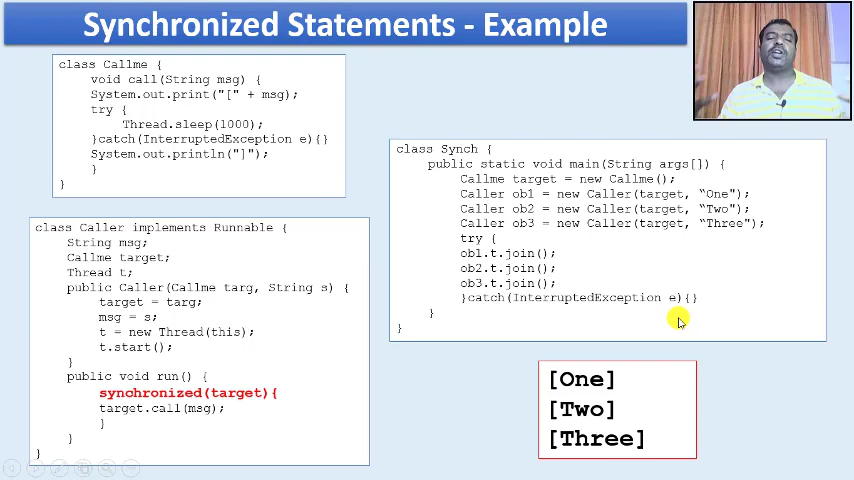 Synchronized Statements - Example
class Callme {
void call(String msg) {
System.out.print("[" + msg);
try {
Thread.sleep(1000);
}catch(InterruptedException e){}
System.out.println("]");
}
}
class Caller implements Runnable {
String msg;
Callme target;
Thread t;
public Caller(Callme targ, String s) {
target = targ;
msg = s;
t = new Thread(this);
t.start();
}
public void run() {
synchronized(target){
target.call(msg);
}
}
}
class Synch {
public static void main(String args[]) {
Callme target = new Callme();
Caller ob1 = new Caller(target, “One");
Caller ob2 = new Caller(target, “Two");
Caller ob3 = new Caller(target, “Three");
try {
ob1.t.join();
ob2.t.join();
ob3.t.join();
}catch(InterruptedException e){}
}
}
[One]
[Two]
[Three]